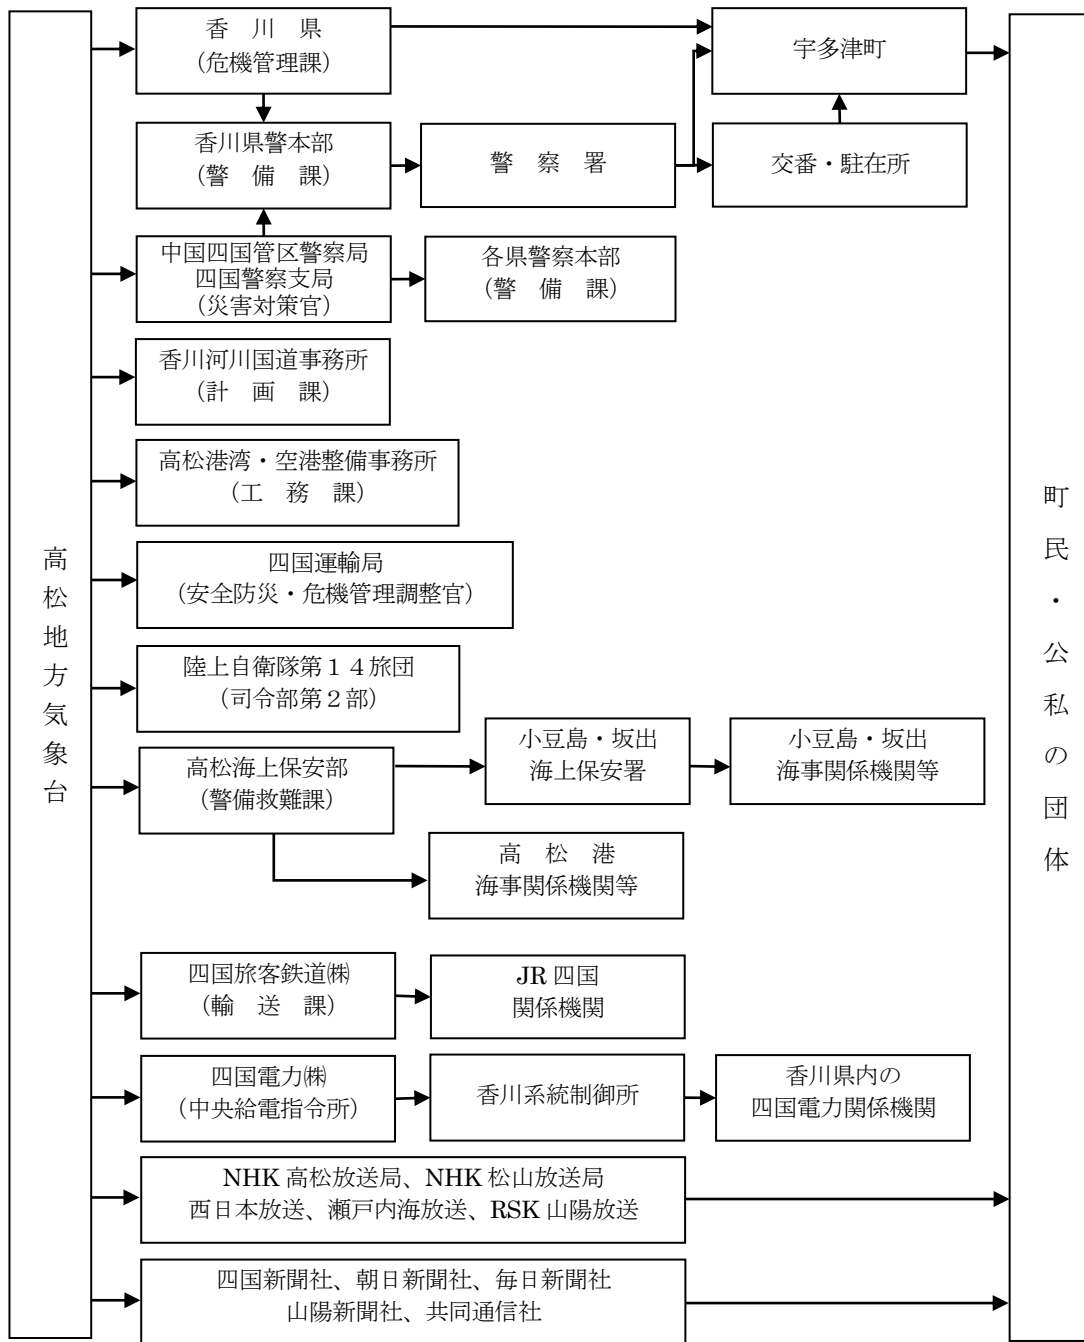 香　川　県
（危機管理課）
宇多津町
香川県警本部
（警　備　課）
警　察　署
交番・駐在所
中国四国管区警察局
四国警察支局
（災害対策官）
各県警察本部
（警　備　課）
香川河川国道事務所
（計　画　課）
高松港湾・空港整備事務所
（工　務　課）
四国運輸局
（安全防災・危機管理調整官）
陸上自衛隊第１４旅団
（司令部第２部）
高松海上保安部
（警備救難課）
小豆島・坂出
海上保安署
小豆島・坂出
海事関係機関等
高　松　港
海事関係機関等
四国旅客鉄道㈱
（輸　送　課）
JR 四国
関係機関
四国電力㈱
（中央給電指令所）
香川系統制御所
香川県内の
四国電力関係機関
NHK 高松放送局、NHK 松山放送局
西日本放送、瀬戸内海放送、RSK 山陽放送
四国新聞社、朝日新聞社、毎日新聞社
山陽新聞社、共同通信社
高松地方気象台
町民・公私の団体